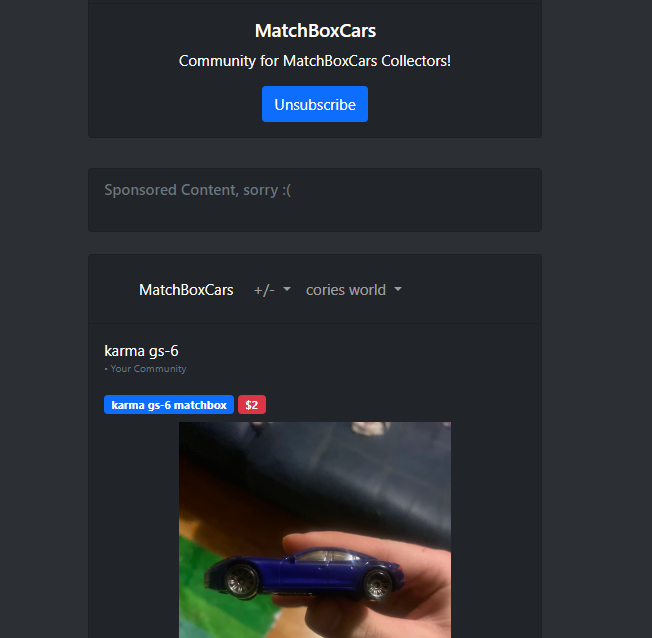 MatchBoxCars
Community for MatchBoxCars Collectors!
Unsubscribe
Sponsored Content, sorry :(
MatchBoxCars +/- cories world
karma gs-6
• Your Community
karma gs-6 matchbox $2